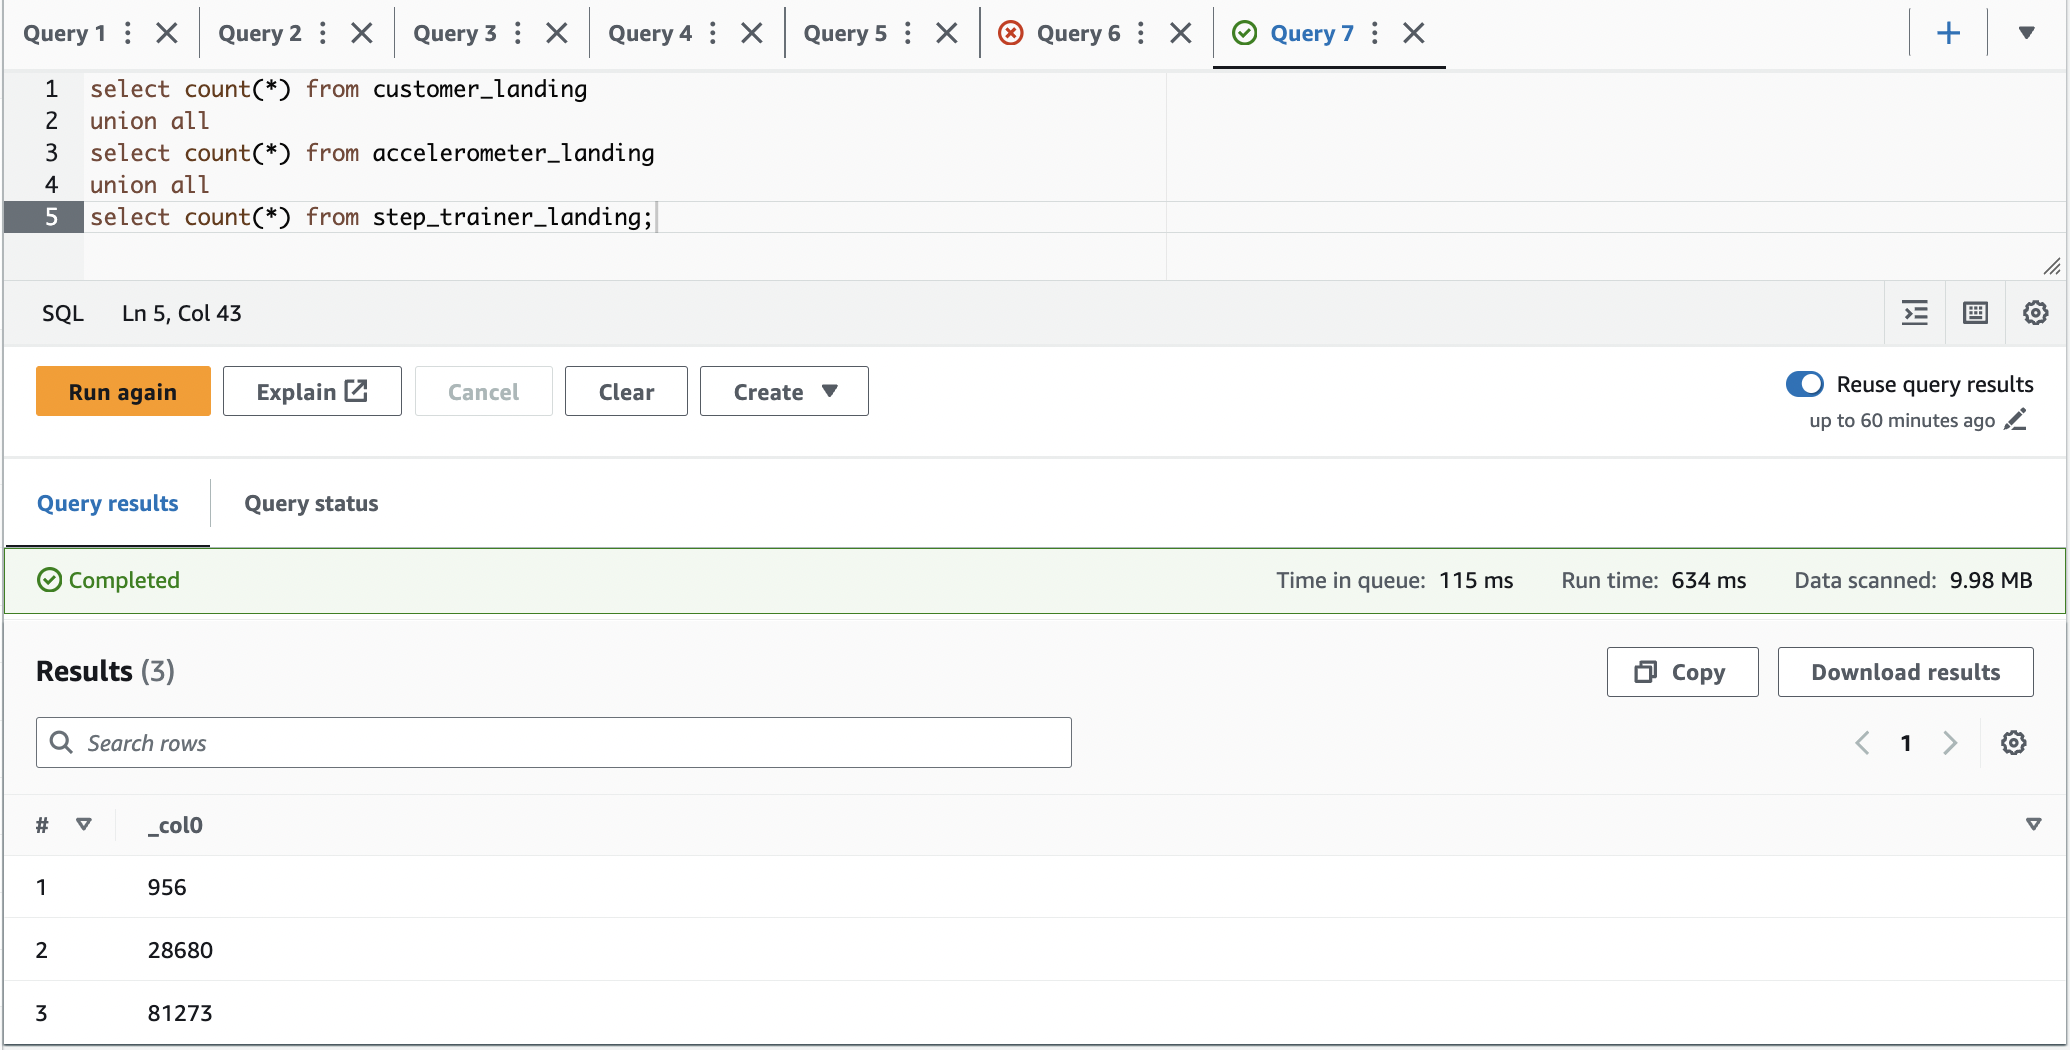 Query 1 Query 2 Query 3 Query 4 Query 5 Query 6 Query 7
1 select count(*) from customer_landing
2 union all
3 select count(*) from accelerometer_landing
4 union all
5 select count(*) from step_trainer_landing;
SQL Ln 5, Col 43
Run again Explain Cancel Clear Create Reuse query results
up to 60 minutes ago
Query results Query status
Completed Time in queue: 115 ms Run time: 634 ms Data scanned: 9.98 MB
Results (3) Copy Download results
Search rows 1
# _col0
1 956
2 28680
3 81273